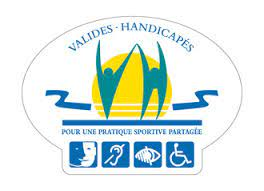 VALIDES - HANDICAPÉS
POUR UNE PRATIQUE SPORTIVE PARTAGÉE